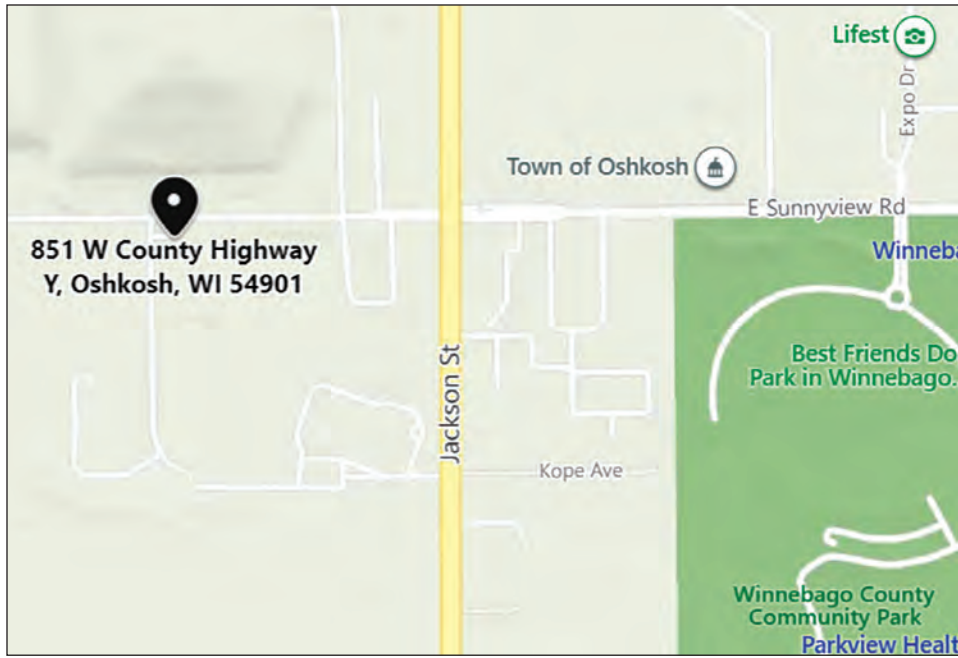 Lifest
Expo Dr
Town of Oshkosh
E Sunnyview Rd
851 W County Highway
Y, Oshkosh, WI 54901
Winneba
Jackson St
Best Friends Do
Park in Winnebago.
Kope Ave
Winnebago County
Community Park
Parkview Healt